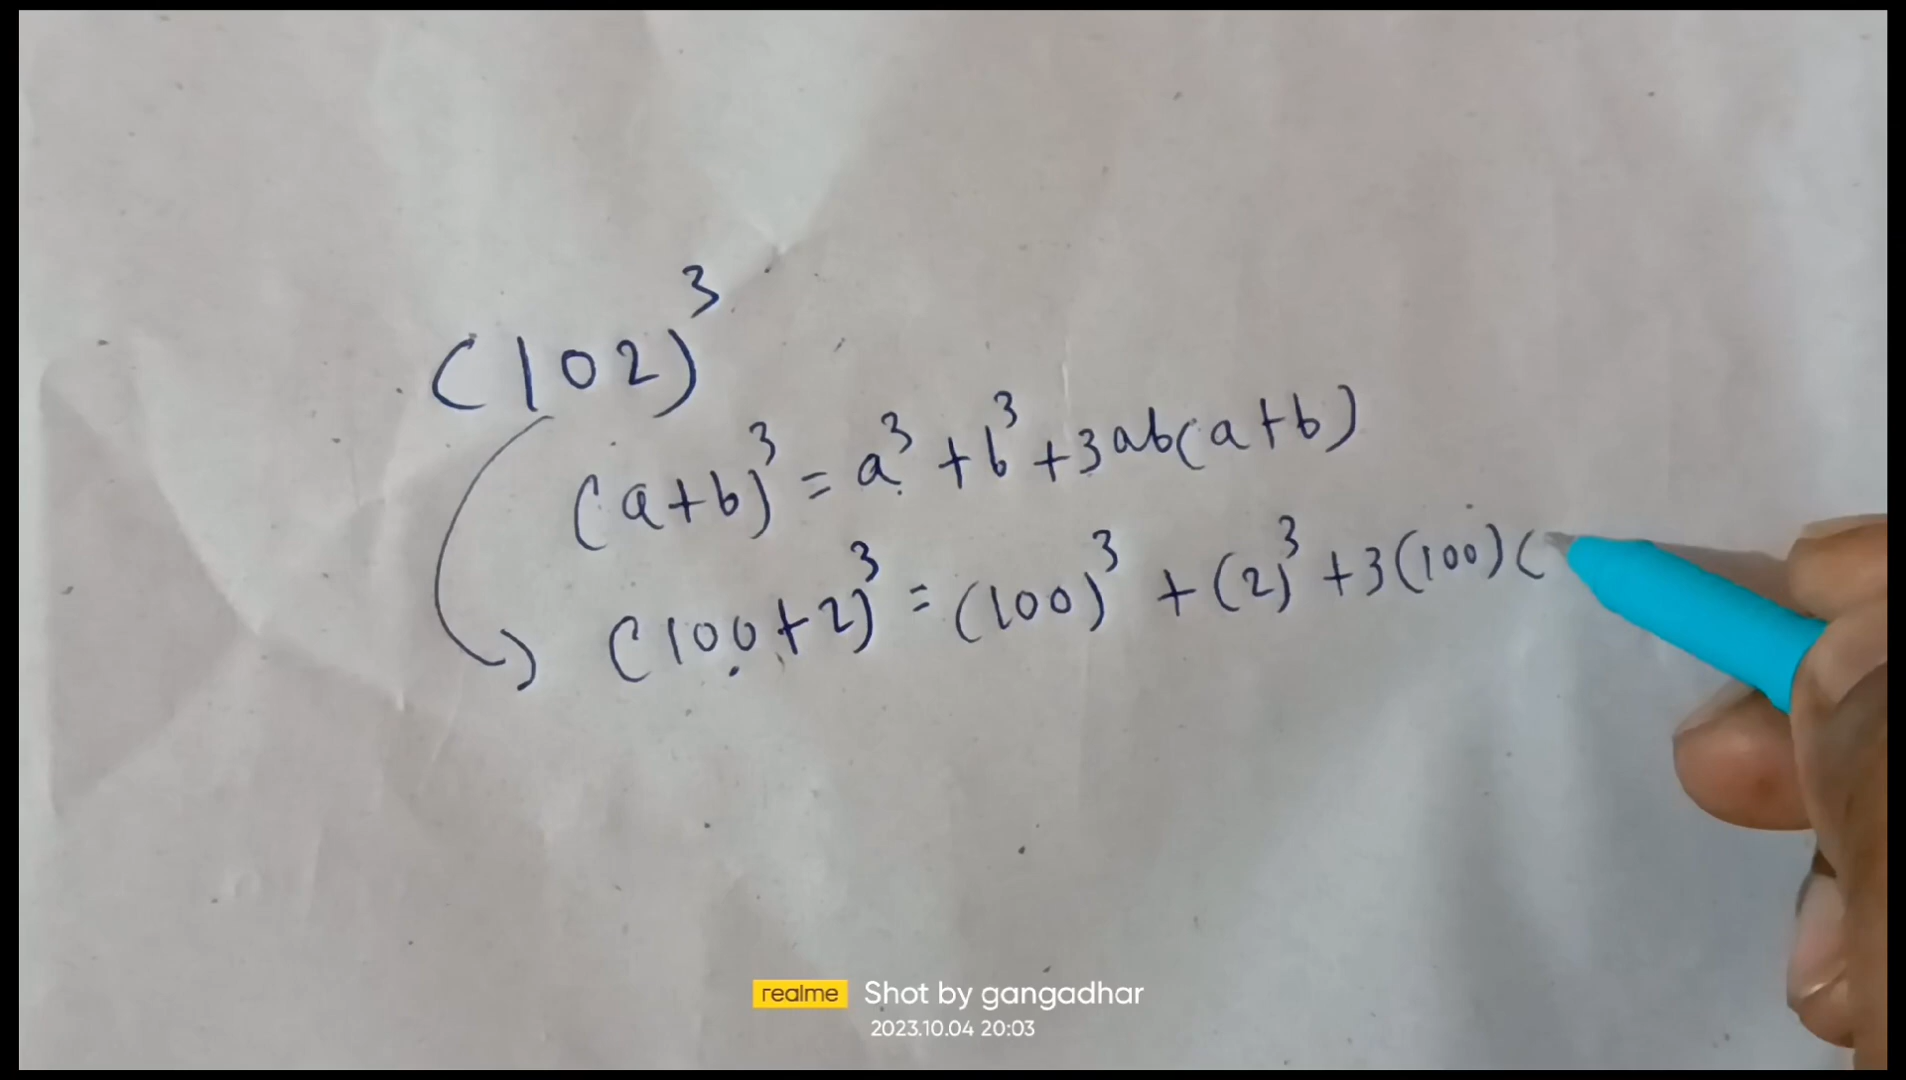 (102)³
(a+b)³ = a³ + b³ + 3ab(a+b)
(100+2)³ = (100)³ + (2)³ + 3(100)(
realme Shot by gangadhar
2023.10.04 20:03